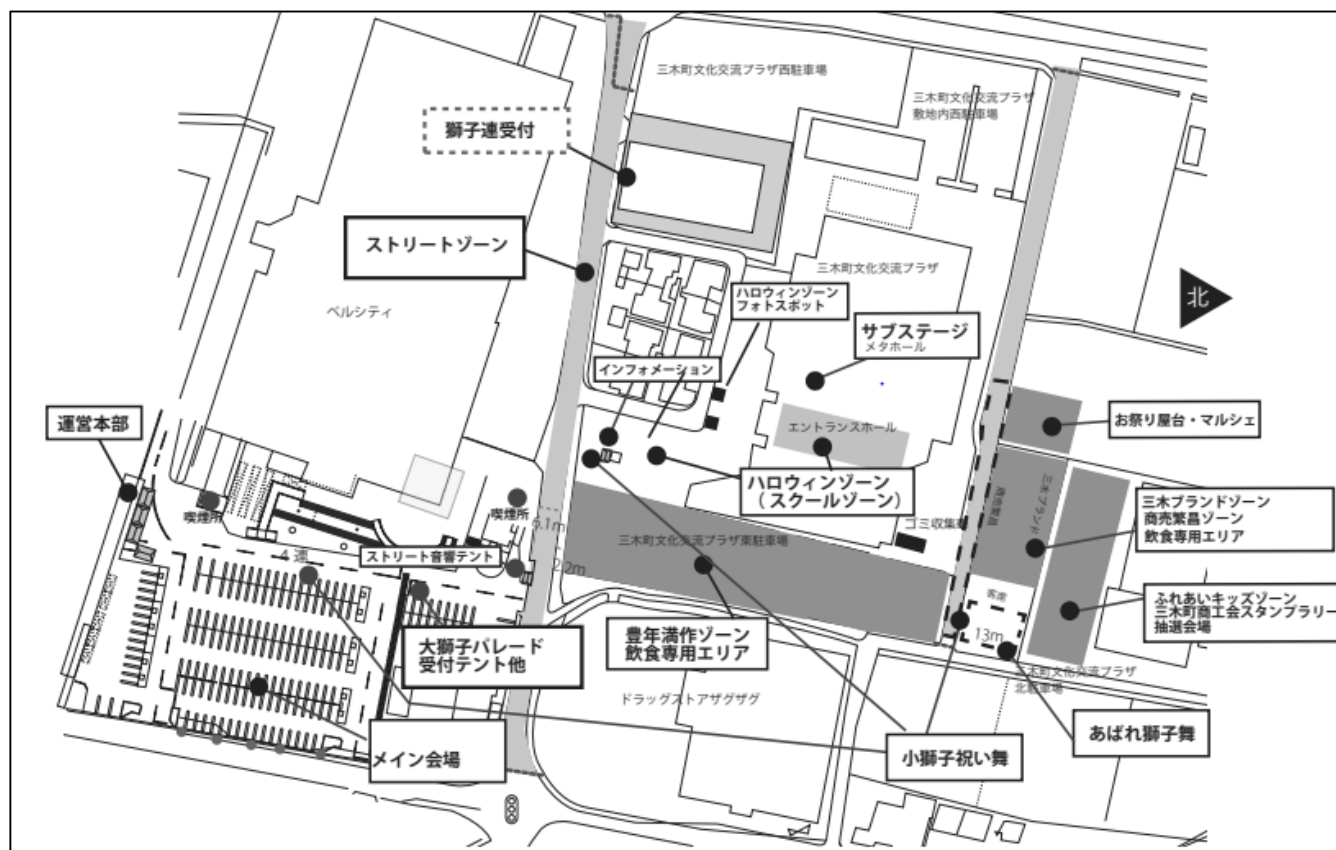 三木町文化交流プラザ西駐車場
三木町文化交流プラザ
敷地内西駐車場
獅子連受付
ストリートゾーン
三木町文化交流プラザ
北
ハロウィンゾーン
フォトスポット
ベルシティ
サブステージ
メタホール
インフォメーション
運営本部
お祭り屋台・マルシェ
エントランスホール
ハロウィンゾーン
(スクールゾーン)
喫煙所
喫煙所
6.1m
三木ブランド
商売繁昌
三木ブランドゾーン
商売繁昌ゾーン
飲食専用エリア
ゴミ収集
三木町文化交流プラザ東駐車場
ストリート音響テント
4連
2.2m
客席
13m
ふれあいキッズゾーン
三木町商工会スタンプラリー
抽選会場
大獅子パレード
受付テント他
豊年満作ゾーン
飲食専用エリア
三木町文化交流プラザ
北駐車場
ドラッグストアザグザグ
あばれ獅子舞
メイン会場
小獅子祝い舞